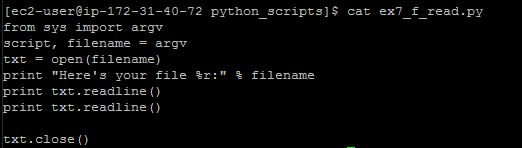 [ec2-user@ip-172-31-40-72 python_scripts]$ cat ex7_f_read.py
from sys import argv
script, filename = argv
txt = open(filename)
print "Here's your file %r:" % filename
print txt.readline()
print txt.readline()

txt.close()